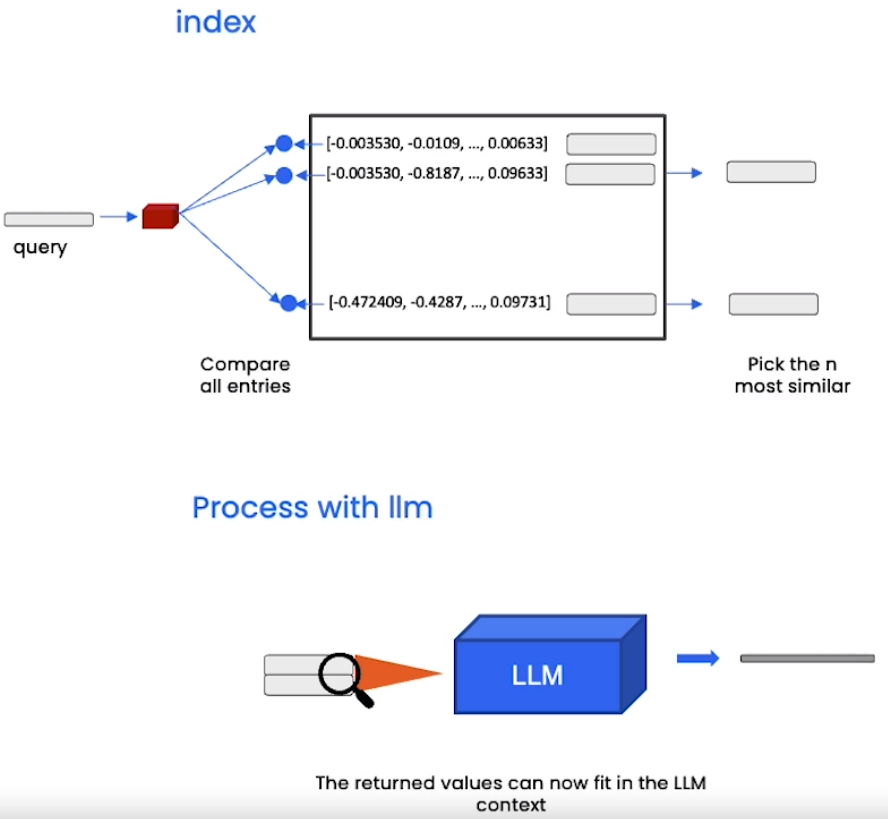 index
[-0.003530, -0.0109, ..., 0.00633]
[-0.003530, -0.8187, ..., 0.09633]
query
[-0.472409, -0.4287, ..., 0.09731]
Compare
all entries
Pick the n
most similar
Process with llm
LLM
The returned values can now fit in the LLM
context